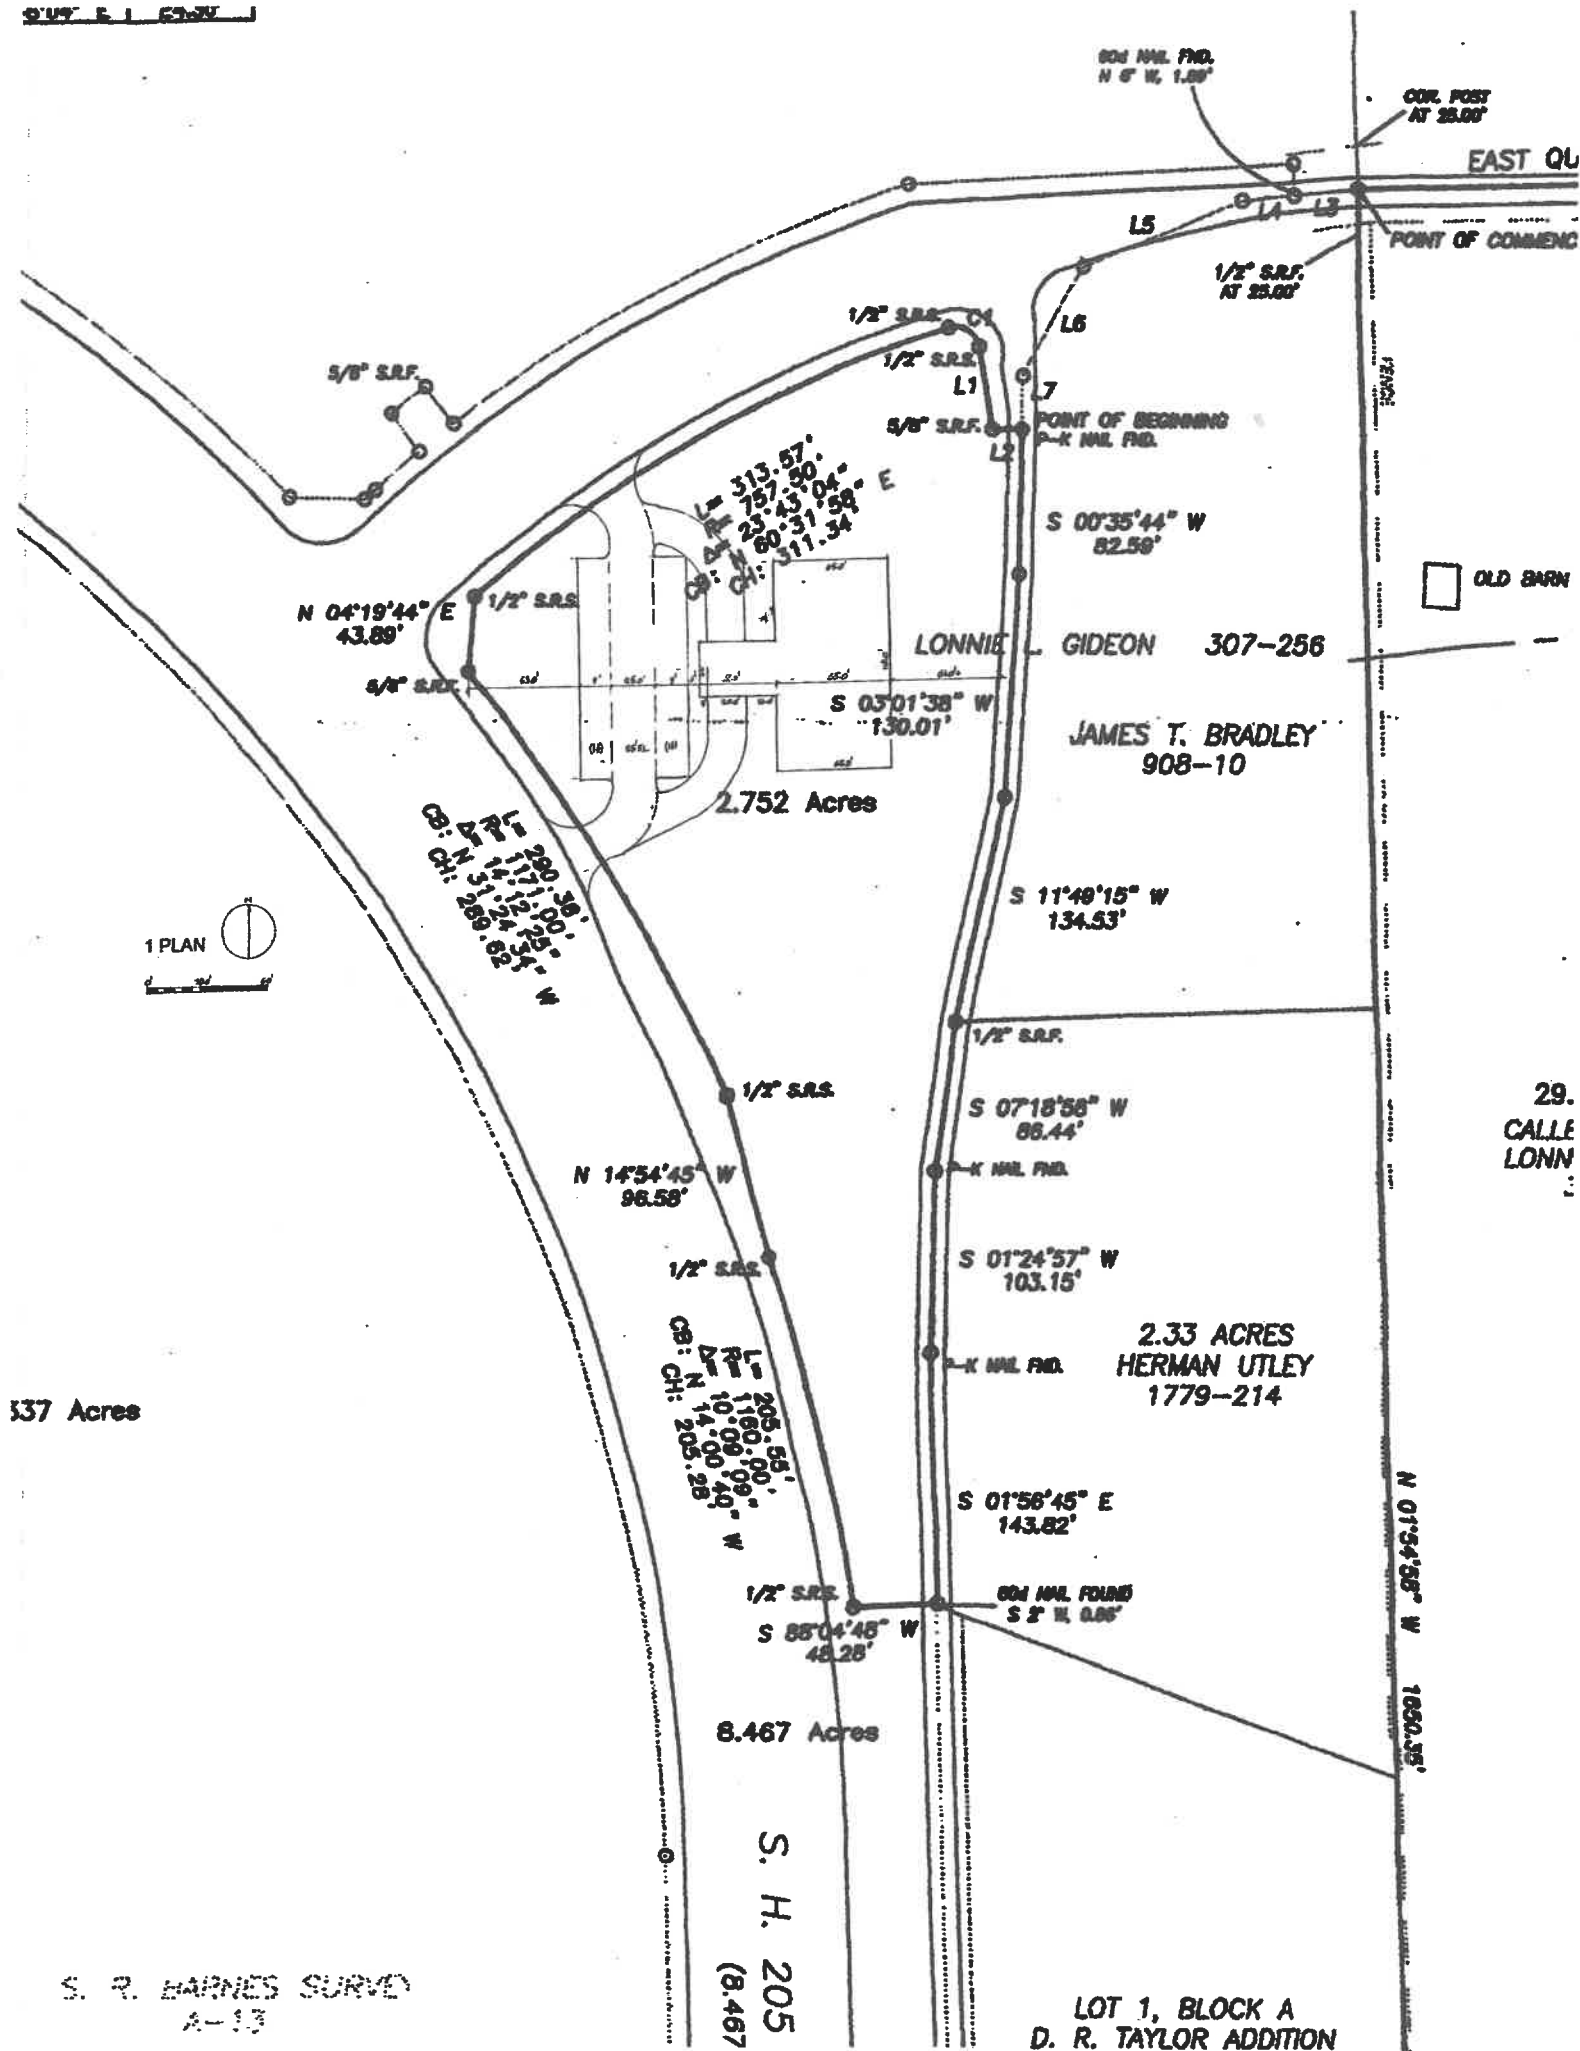 60d NAIL FND.
N 6° W, 1.89'
COR. POST
AT 25.00'
EAST QU
L5
L4
L3
POINT OF COMMENC
1/2" S.R.F.
AT 25.00'
1/2" S.R.S.
C1
L6
1/2" S.R.S.
5/8" S.R.F.
L1
L7
5/8" S.R.F.
POINT OF BEGINNING
P-K NAIL FND.
L2
L= 313.57'
R= 757.50'
Δ= 23°43'04"
CB: N 60°31'58" E
CH: 311.34'
S 00°35'44" W
82.59'
OLD BARN
N 04°19'44" E
43.89'
1/2" S.R.S.
LONNIE L. GIDEON 307-256
5/8" S.R.F.
S 03°01'38" W
130.01'
JAMES T. BRADLEY
908-10
2.752 Acres
L= 290.36'
R= 1171.00'
Δ= 14°12'25"
CB: N 31°24'34" W
CH: 289.62'
S 11°49'15" W
134.53'
1 PLAN
1/2" S.R.F.
1/2" S.R.S.
S 07°18'56" W
86.44'
29.
CALLE
LONN
N 14°54'45" W
96.58'
P-K NAIL FND.
1/2" S.R.S.
S 01°24'57" W
103.15'
L= 205.55'
R= 1160.00'
Δ= 10°09'09"
CB: N 14°00'40" W
CH: 205.28'
P-K NAIL FND.
2.33 ACRES
HERMAN UTLEY
1779-214
537 Acres
S 01°56'45" E
143.82'
N 01°54'58" W 1650.38'
1/2" S.R.S.
60d NAIL FOUND
S 2° W, 0.86'
S 88°04'48" W
48.28'
8.467 Acres
S. H. 205
(8.467
S. R. BARNES SURVEY
A-13
LOT 1, BLOCK A
D. R. TAYLOR ADDITION